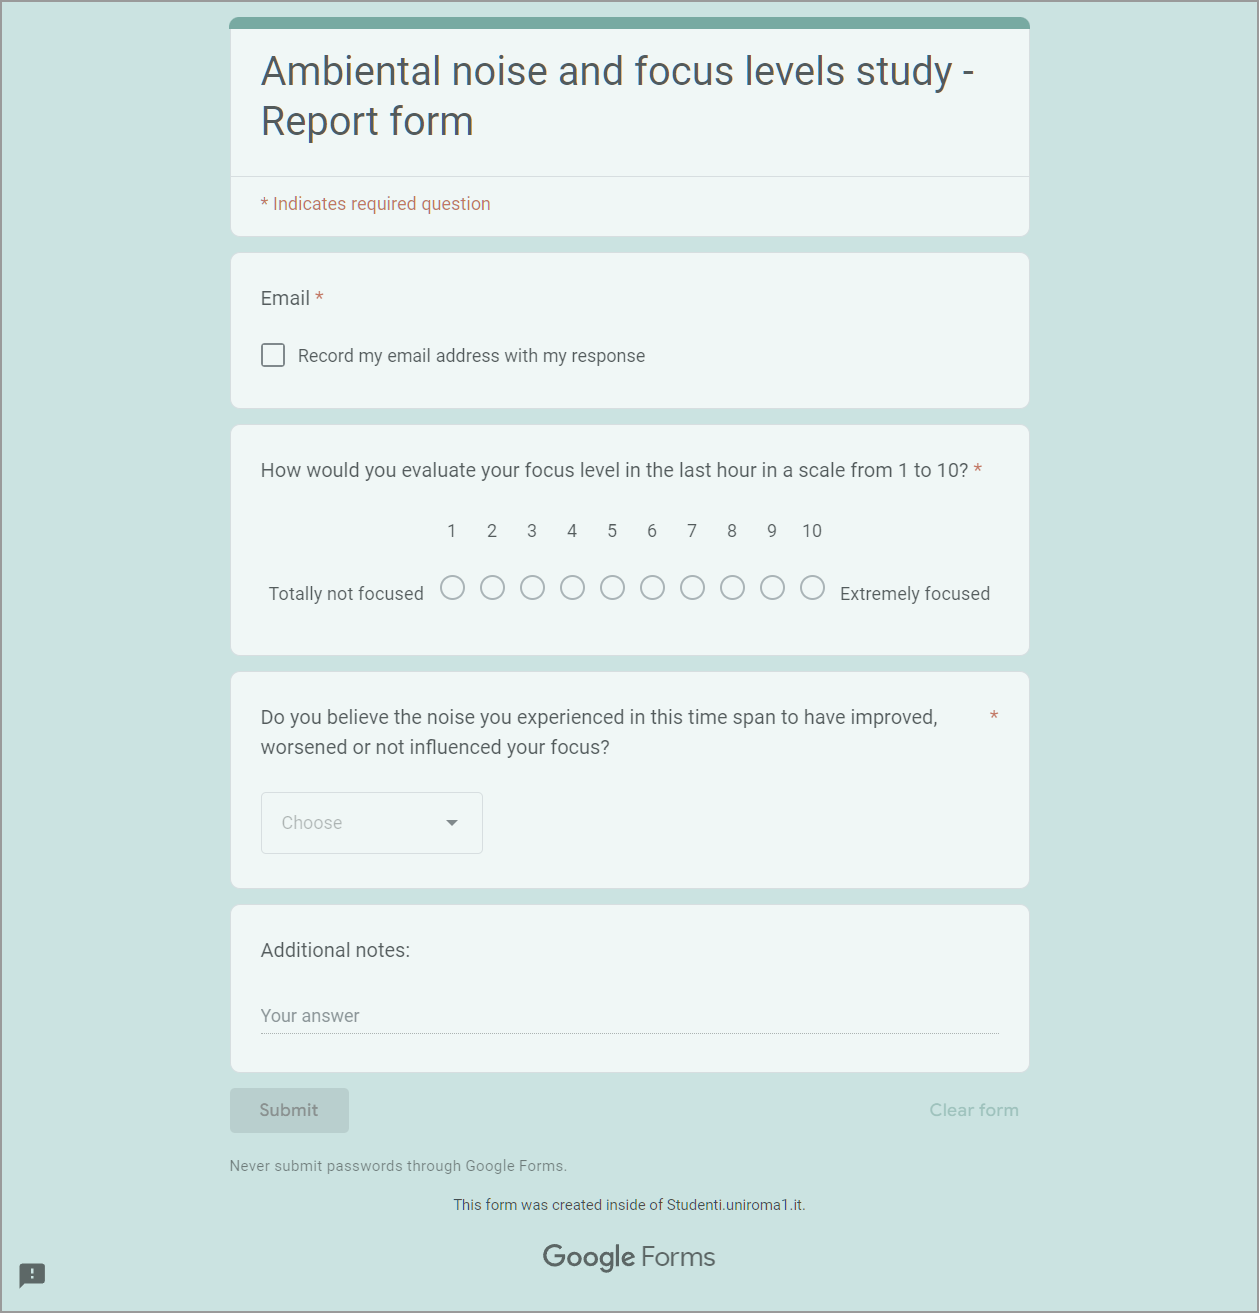 Ambiental noise and focus levels study -
Report form
* Indicates required question
Email *
Record my email address with my response
How would you evaluate your focus level in the last hour in a scale from 1 to 10? *
1 2 3 4 5 6 7 8 9 10
Totally not focused Extremely focused
Do you believe the noise you experienced in this time span to have improved, *
worsened or not influenced your focus?
Choose
Additional notes:
Your answer
Submit Clear form
Never submit passwords through Google Forms.
This form was created inside of Studenti.uniroma1.it.
Google Forms